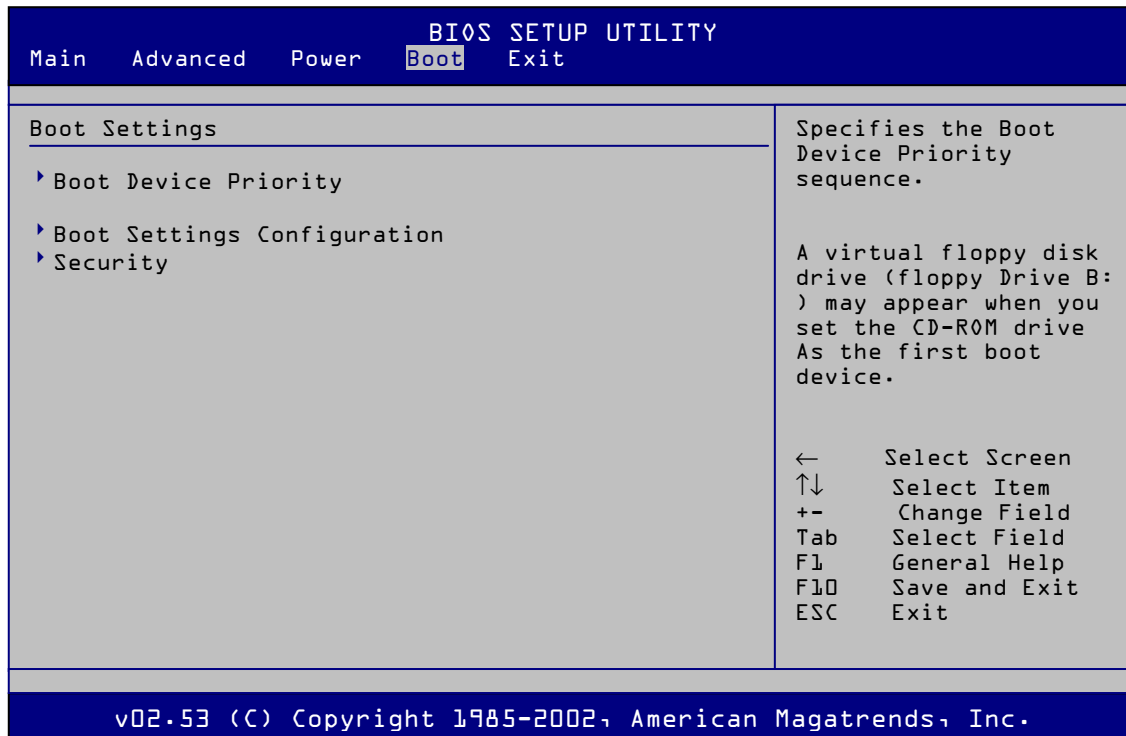 BIOS SETUP UTILITY
Main Advanced Power Boot Exit
Boot Settings
Boot Device Priority
Boot Settings Configuration
Security
Specifies the Boot
Device Priority
sequence.
A virtual floppy disk
drive (floppy Drive B:
) may appear when you
set the CD-ROM drive
As the first boot
device.
← Select Screen
↑↓ Select Item
+- Change Field
Tab Select Field
F1 General Help
F10 Save and Exit
ESC Exit
v02.53 (C) Copyright 1985-2002, American Magatrends, Inc.